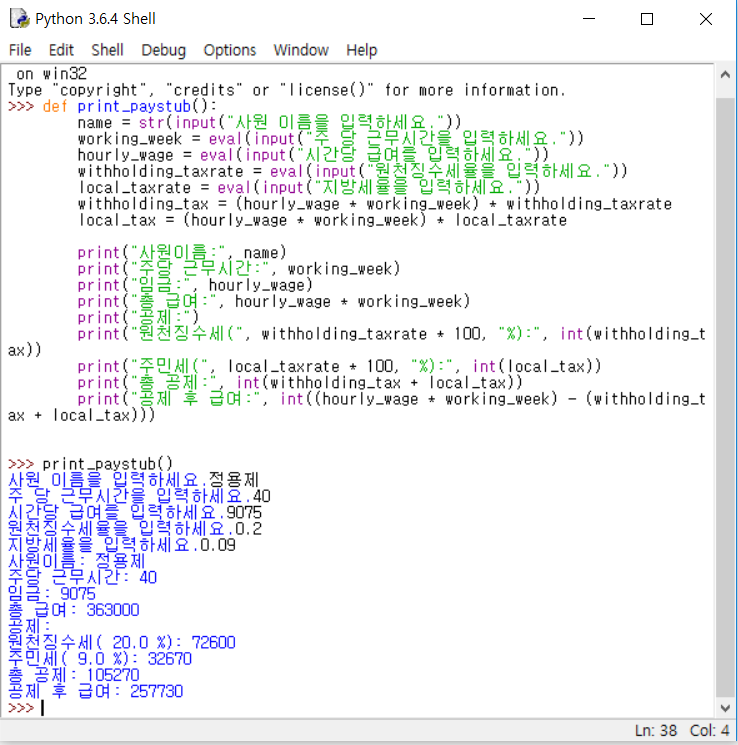 Python 3.6.4 Shell
File Edit Shell Debug Options Window Help
on win32
Type "copyright", "credits" or "license()" for more information.
>>> def print_paystub():
        name = str(input("사원 이름을 입력하세요."))
        working_week = eval(input("주 당 근무시간을 입력하세요."))
        hourly_wage = eval(input("시간당 급여를 입력하세요."))
        withholding_taxrate = eval(input("원천징수세율을 입력하세요."))
        local_taxrate = eval(input("지방세율을 입력하세요."))
        withholding_tax = (hourly_wage * working_week) * withholding_taxrate
        local_tax = (hourly_wage * working_week) * local_taxrate

        print("사원이름:", name)
        print("주당 근무시간:", working_week)
        print("임금:", hourly_wage)
        print("총 급여:", hourly_wage * working_week)
        print("공제:")
        print("원천징수세(", withholding_taxrate * 100, "%):", int(withholding_t
ax))
        print("주민세(", local_taxrate * 100, "%):", int(local_tax))
        print("총 공제:", int(withholding_tax + local_tax))
        print("공제 후 급여:", int((hourly_wage * working_week) - (withholding_t
ax + local_tax)))

>>> print_paystub()
사원 이름을 입력하세요.정용제
주 당 근무시간을 입력하세요.40
시간당 급여를 입력하세요.9075
원천징수세율을 입력하세요.0.2
지방세율을 입력하세요.0.09
사원이름: 정용제
주당 근무시간: 40
임금: 9075
총 급여: 363000
공제:
원천징수세( 20.0 %): 72600
주민세( 9.0 %): 32670
총 공제: 105270
공제 후 급여: 257730
>>>
Ln: 38 Col: 4